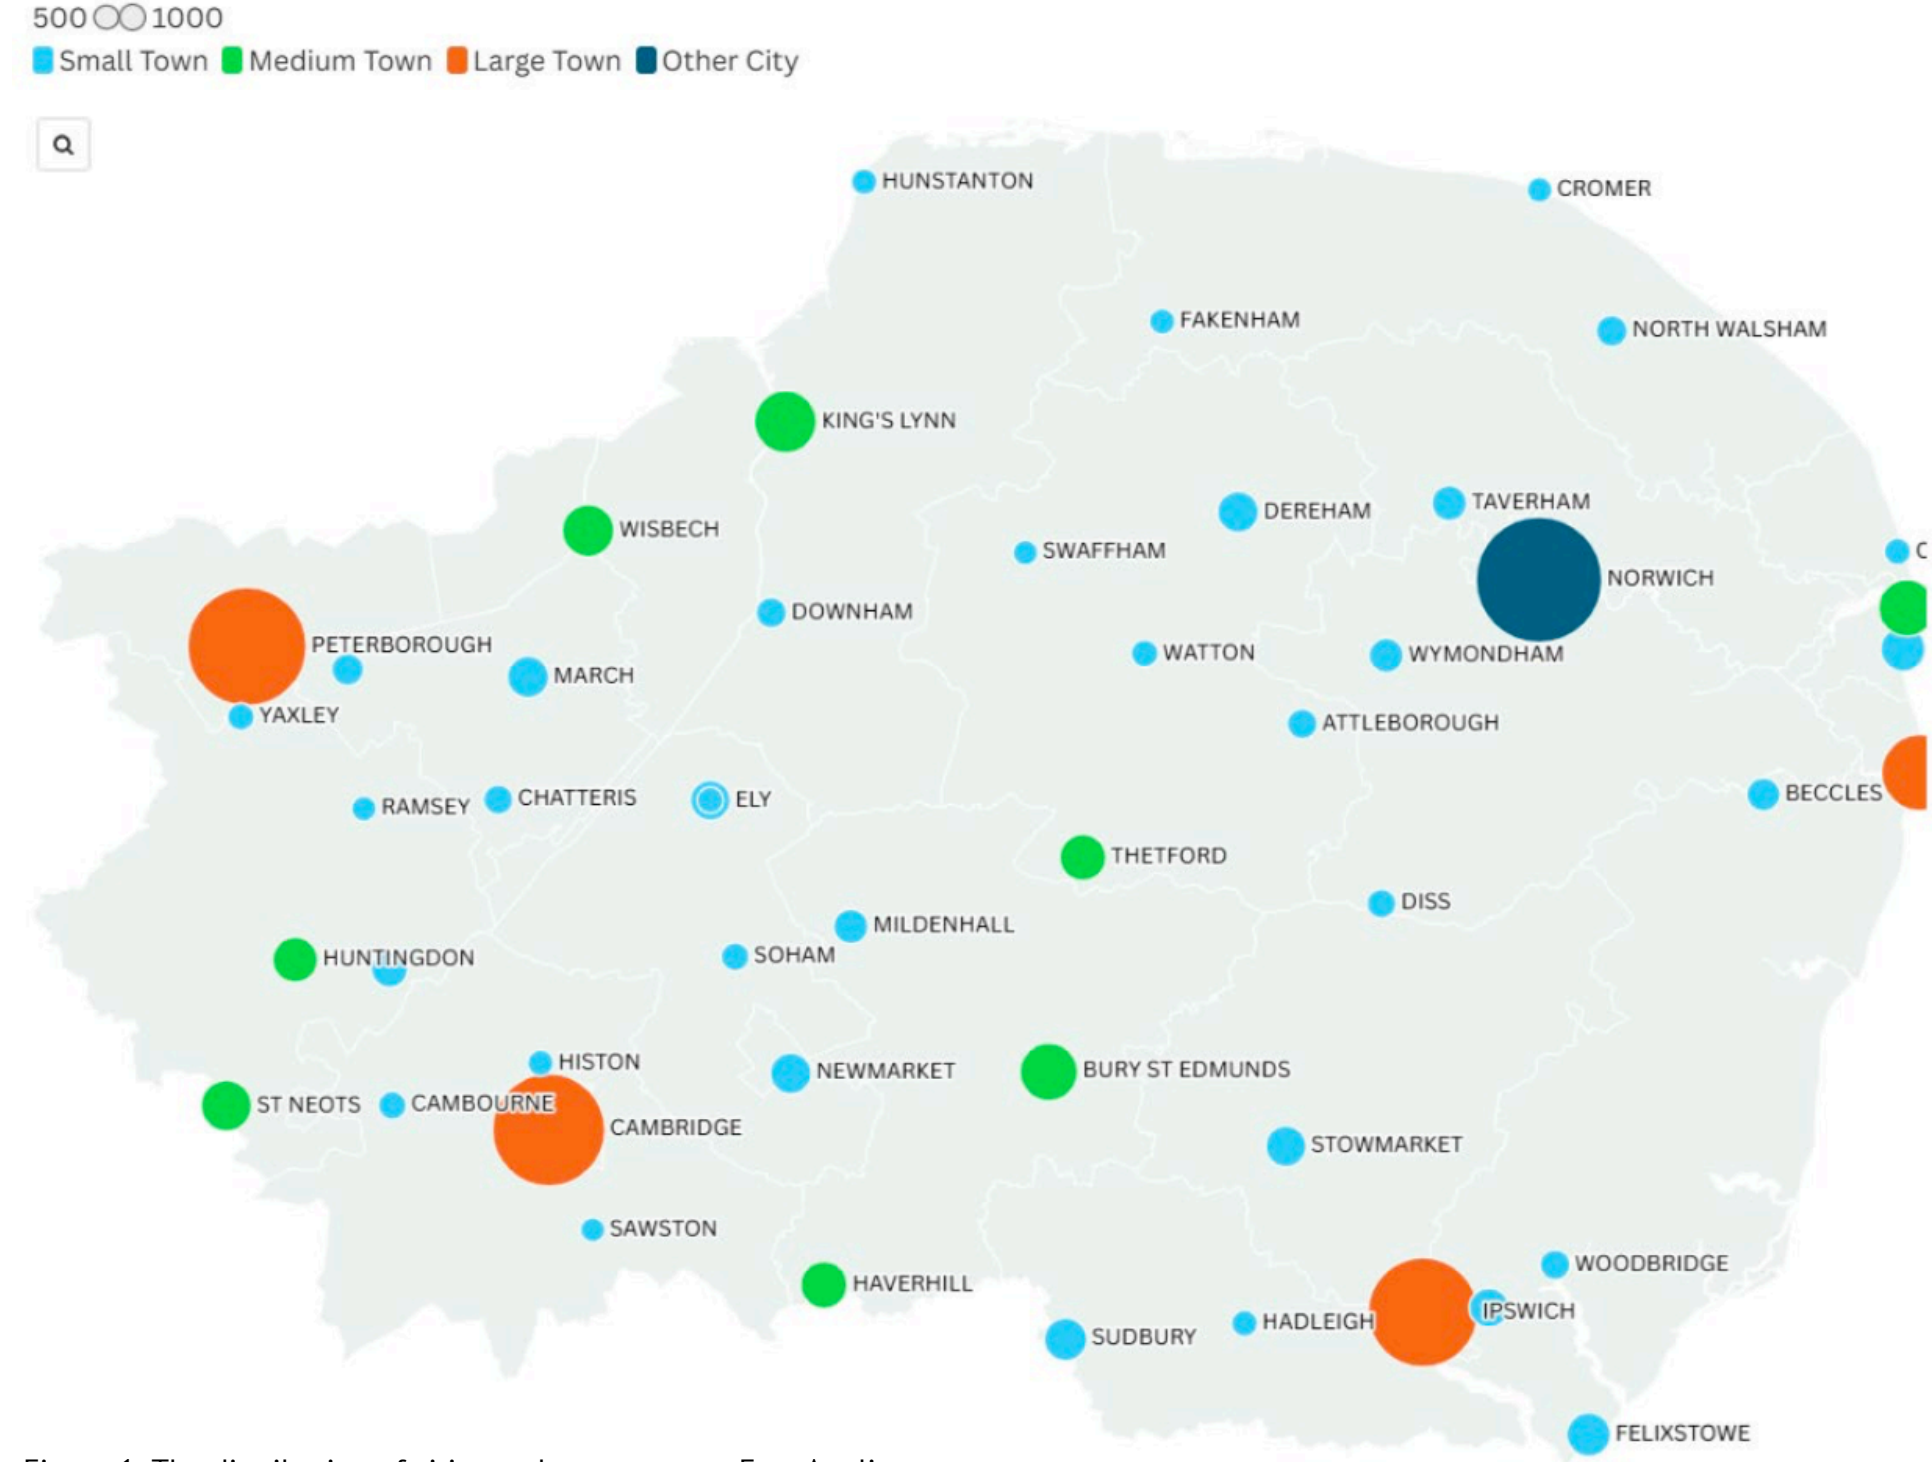 500 1000
Small Town Medium Town Large Town Other City
HUNSTANTON
CROMER
FAKENHAM
NORTH WALSHAM
KING'S LYNN
TAVERHAM
DEREHAM
WISBECH
SWAFFHAM
NORWICH
DOWNHAM
PETERBOROUGH
WATTON
WYMONDHAM
MARCH
YAXLEY
ATTLEBOROUGH
BECCLES
CHATTERIS
ELY
RAMSEY
THETFORD
DISS
MILDENHALL
SOHAM
HUNTINGDON
HISTON
NEWMARKET
BURY ST EDMUNDS
ST NEOTS
CAMBOURNE
CAMBRIDGE
STOWMARKET
SAWSTON
WOODBRIDGE
HAVERHILL
IPSWICH
HADLEIGH
SUDBURY
FELIXSTOWE